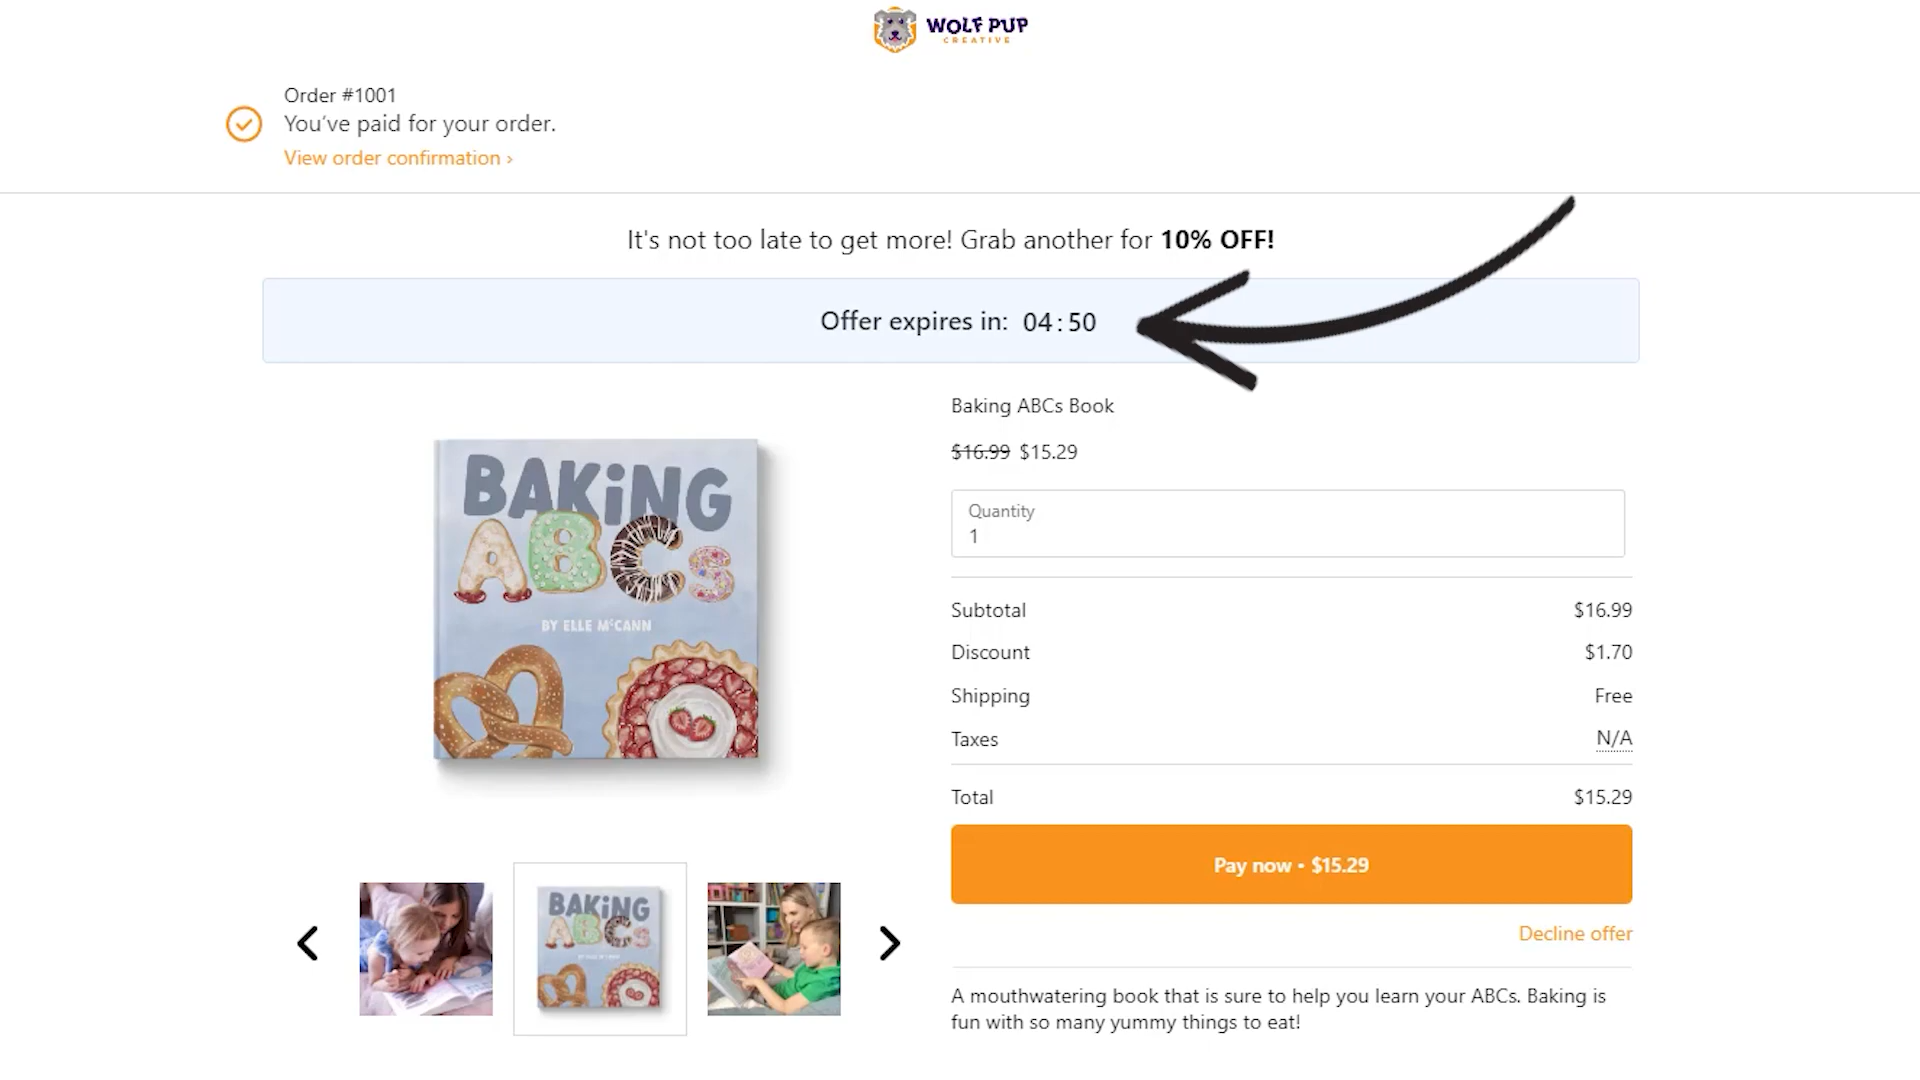 WOLF PUP
CREATIVE
Order #1001
You've paid for your order.
View order confirmation ›
It's not too late to get more! Grab another for 10% OFF!
Offer expires in: 04:50
BAKiNG
ABCs
BY ELLE McCANN
Baking ABCs Book
$16.99 $15.29
Quantity
1
Subtotal $16.99
Discount $1.70
Shipping Free
Taxes N/A
Total $15.29
Pay now • $15.29
Decline offer
A mouthwatering book that is sure to help you learn your ABCs. Baking is
fun with so many yummy things to eat!
BAKiNG
ABCs